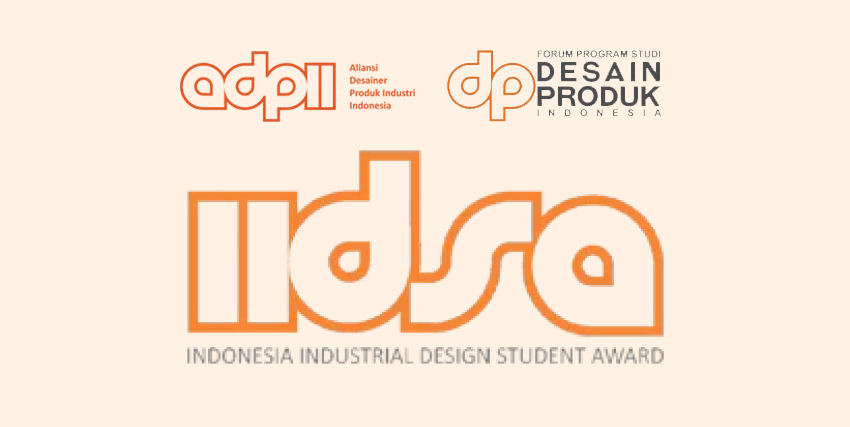 adpii
Aliansi
Desainer
Produk Industri
Indonesia
dp
FORUM PROGRAM STUDI
DESAIN
PRODUK
INDONESIA
iidsa
INDONESIA INDUSTRIAL DESIGN STUDENT AWARD